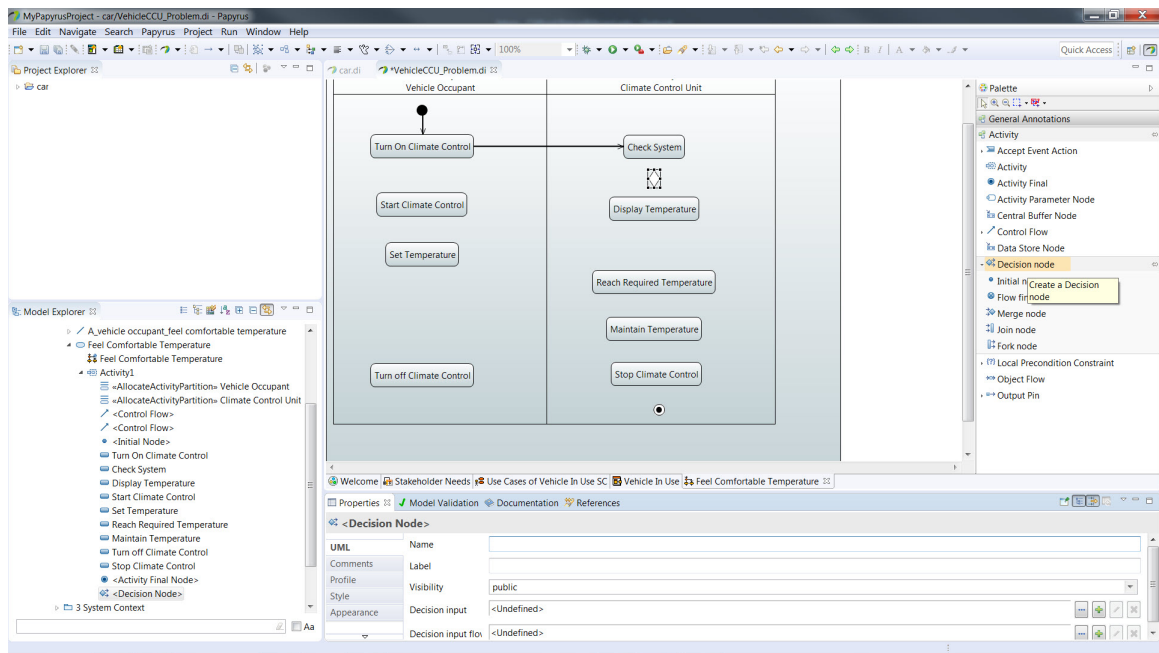 MyPapyrusProject - car/VehicleCCU_Problem.di - Papyrus
File Edit Navigate Search Papyrus Project Run Window Help
100%
B I A
Quick Access
Project Explorer
car
car.di
*VehicleCCU_Problem.di
Vehicle Occupant
Climate Control Unit
Turn On Climate Control
Check System
Start Climate Control
Display Temperature
Set Temperature
Reach Required Temperature
Maintain Temperature
Turn off Climate Control
Stop Climate Control
Palette
General Annotations
Activity
Accept Event Action
Activity
Activity Final
Activity Parameter Node
Central Buffer Node
Control Flow
Data Store Node
Decision node
Initial n
Create a Decision
node
Flow fin
Merge node
Join node
Fork node
Local Precondition Constraint
Object Flow
Output Pin
Model Explorer
A_vehicle occupant_feel comfortable temperature
Feel Comfortable Temperature
Feel Comfortable Temperature
Activity1
«AllocateActivityPartition» Vehicle Occupant
«AllocateActivityPartition» Climate Control Unit
<Control Flow>
<Control Flow>
<Initial Node>
Turn On Climate Control
Check System
Display Temperature
Start Climate Control
Set Temperature
Reach Required Temperature
Maintain Temperature
Turn off Climate Control
Stop Climate Control
<Activity Final Node>
<Decision Node>
3 System Context
Aa
Welcome
Stakeholder Needs
Use Cases of Vehicle In Use SC
Vehicle In Use
Feel Comfortable Temperature
Properties
Model Validation
Documentation
References
<Decision Node>
UML
Comments
Profile
Style
Appearance
Name
Label
Visibility
public
Decision input
<Undefined>
Decision input flow
<Undefined>